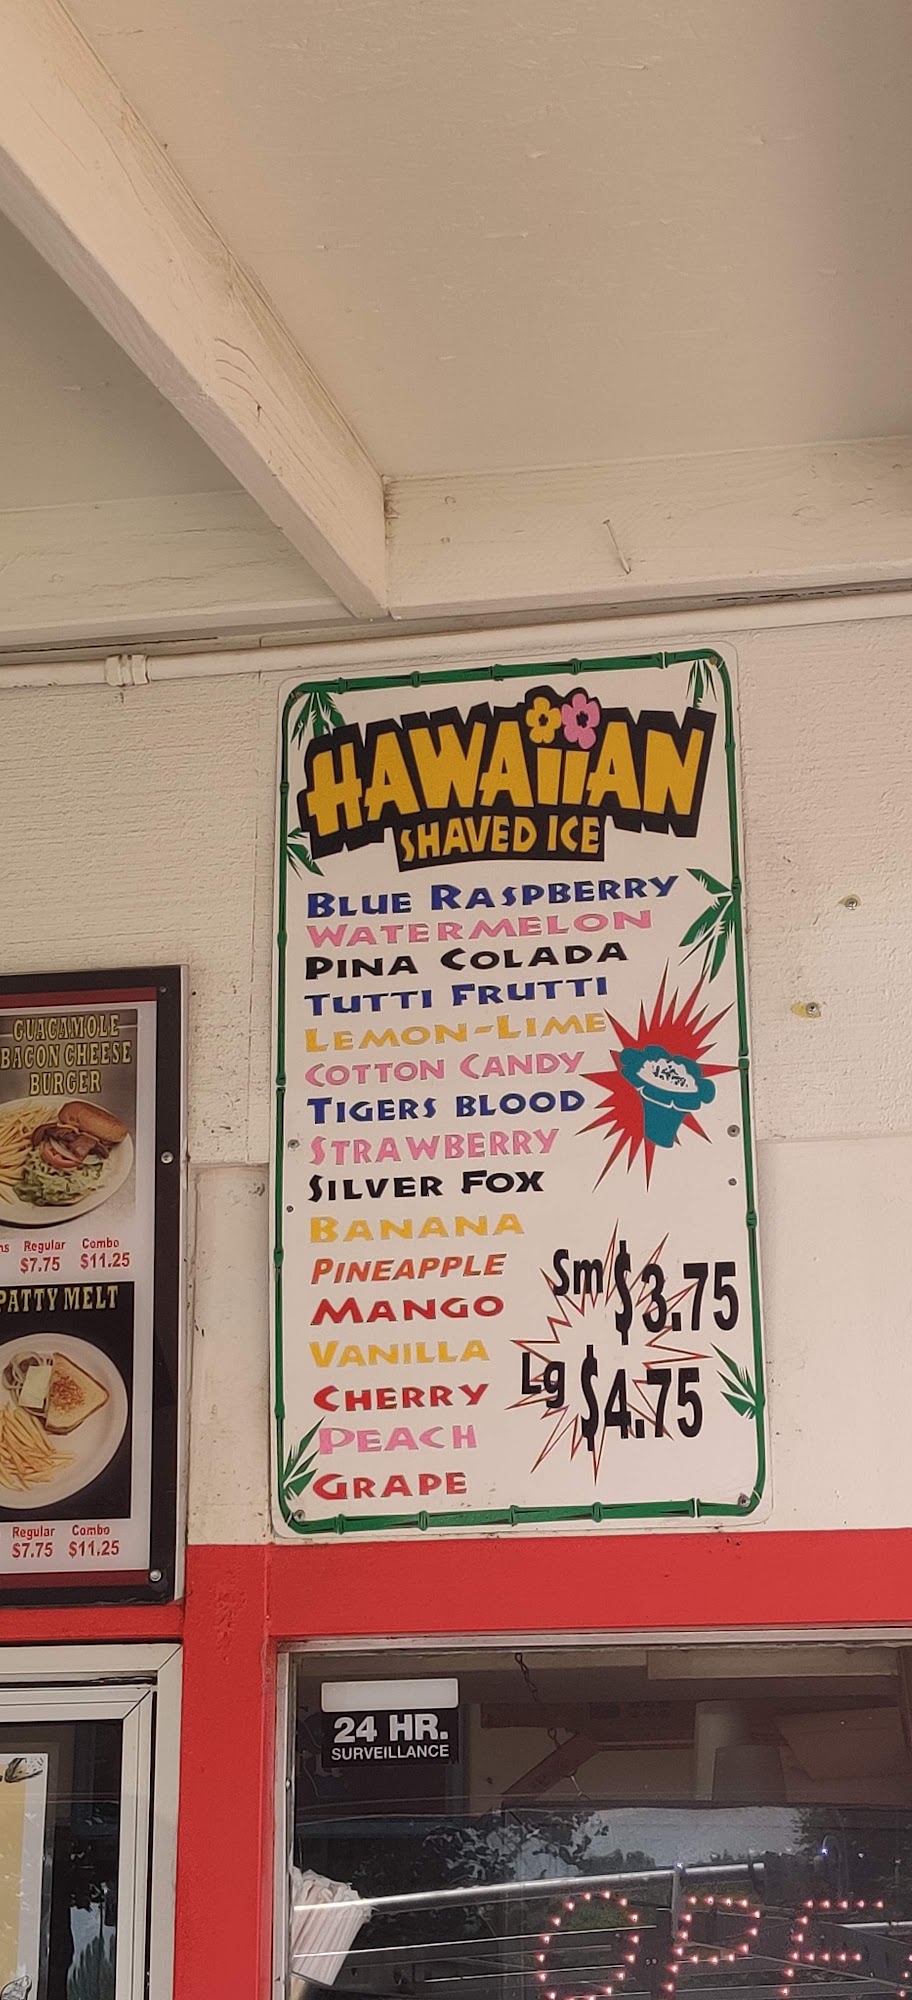 HAWAIIAN
SHAVED ICE
BLUE RASPBERRY
WATERMELON
PINA COLADA
TUTTI FRUTTI
LEMON-LIME
COTTON CANDY
TIGERS BLOOD
STRAWBERRY
SILVER FOX
BANANA
PINEAPPLE
MANGO
VANILLA
CHERRY
PEACH
GRAPE
Sm $3.75
Lg $4.75
GUACAMOLE
BACON CHEESE
BURGER
Regular Combo
$7.75 $11.25
PATTY MELT
Regular Combo
$7.75 $11.25
24 HR.
SURVEILLANCE
OPE